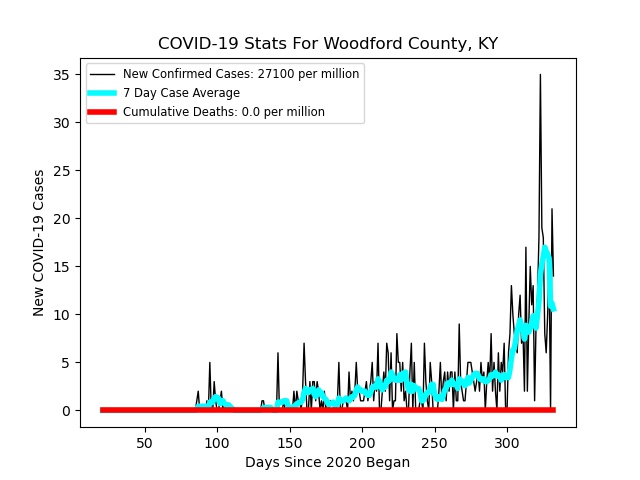 COVID-19 Stats For Woodford County, KY
New Confirmed Cases: 27100 per million
7 Day Case Average
Cumulative Deaths: 0.0 per million
New COVID-19 Cases
35
30
25
20
15
10
5
0
50 100 150 200 250 300
Days Since 2020 Began